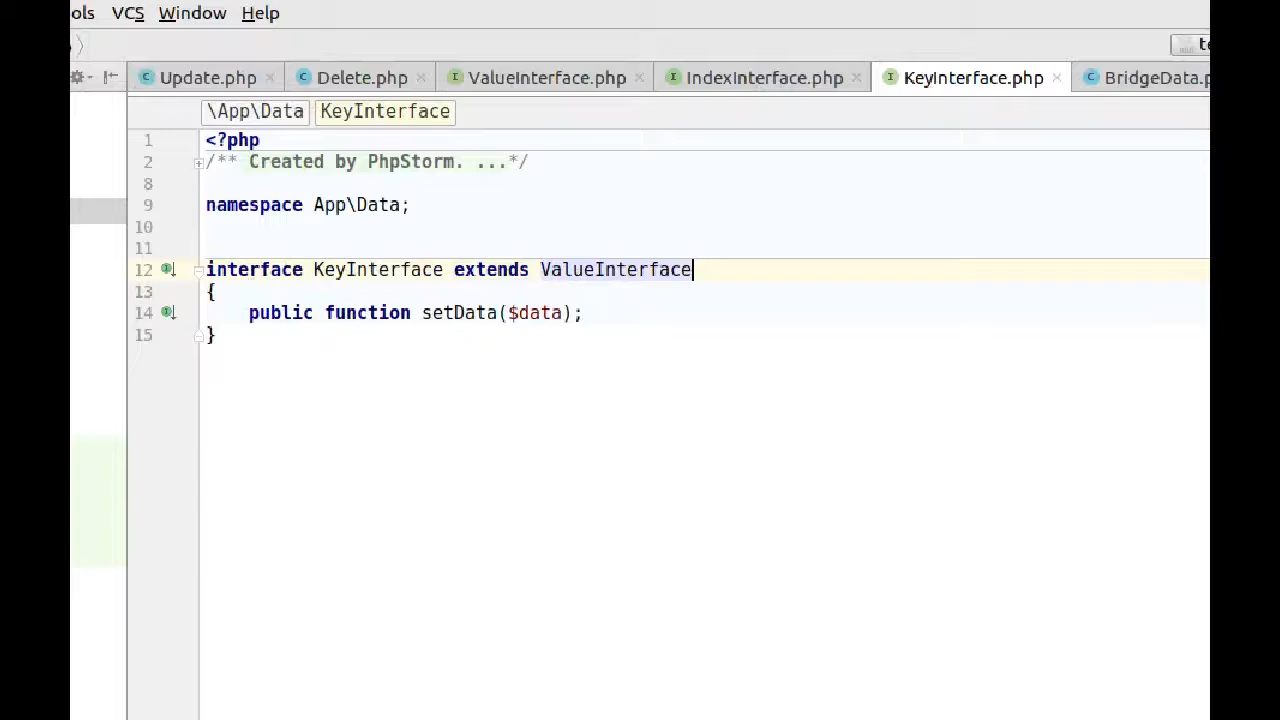 ols VCS Window Help
te
Update.php Delete.php ValueInterface.php IndexInterface.php KeyInterface.php BridgeData.p
\App\Data KeyInterface
1 <?php
2 /** Created by PhpStorm. ...*/
8
9 namespace App\Data;
10
11
12 interface KeyInterface extends ValueInterface
13 {
14 public function setData($data);
15 }